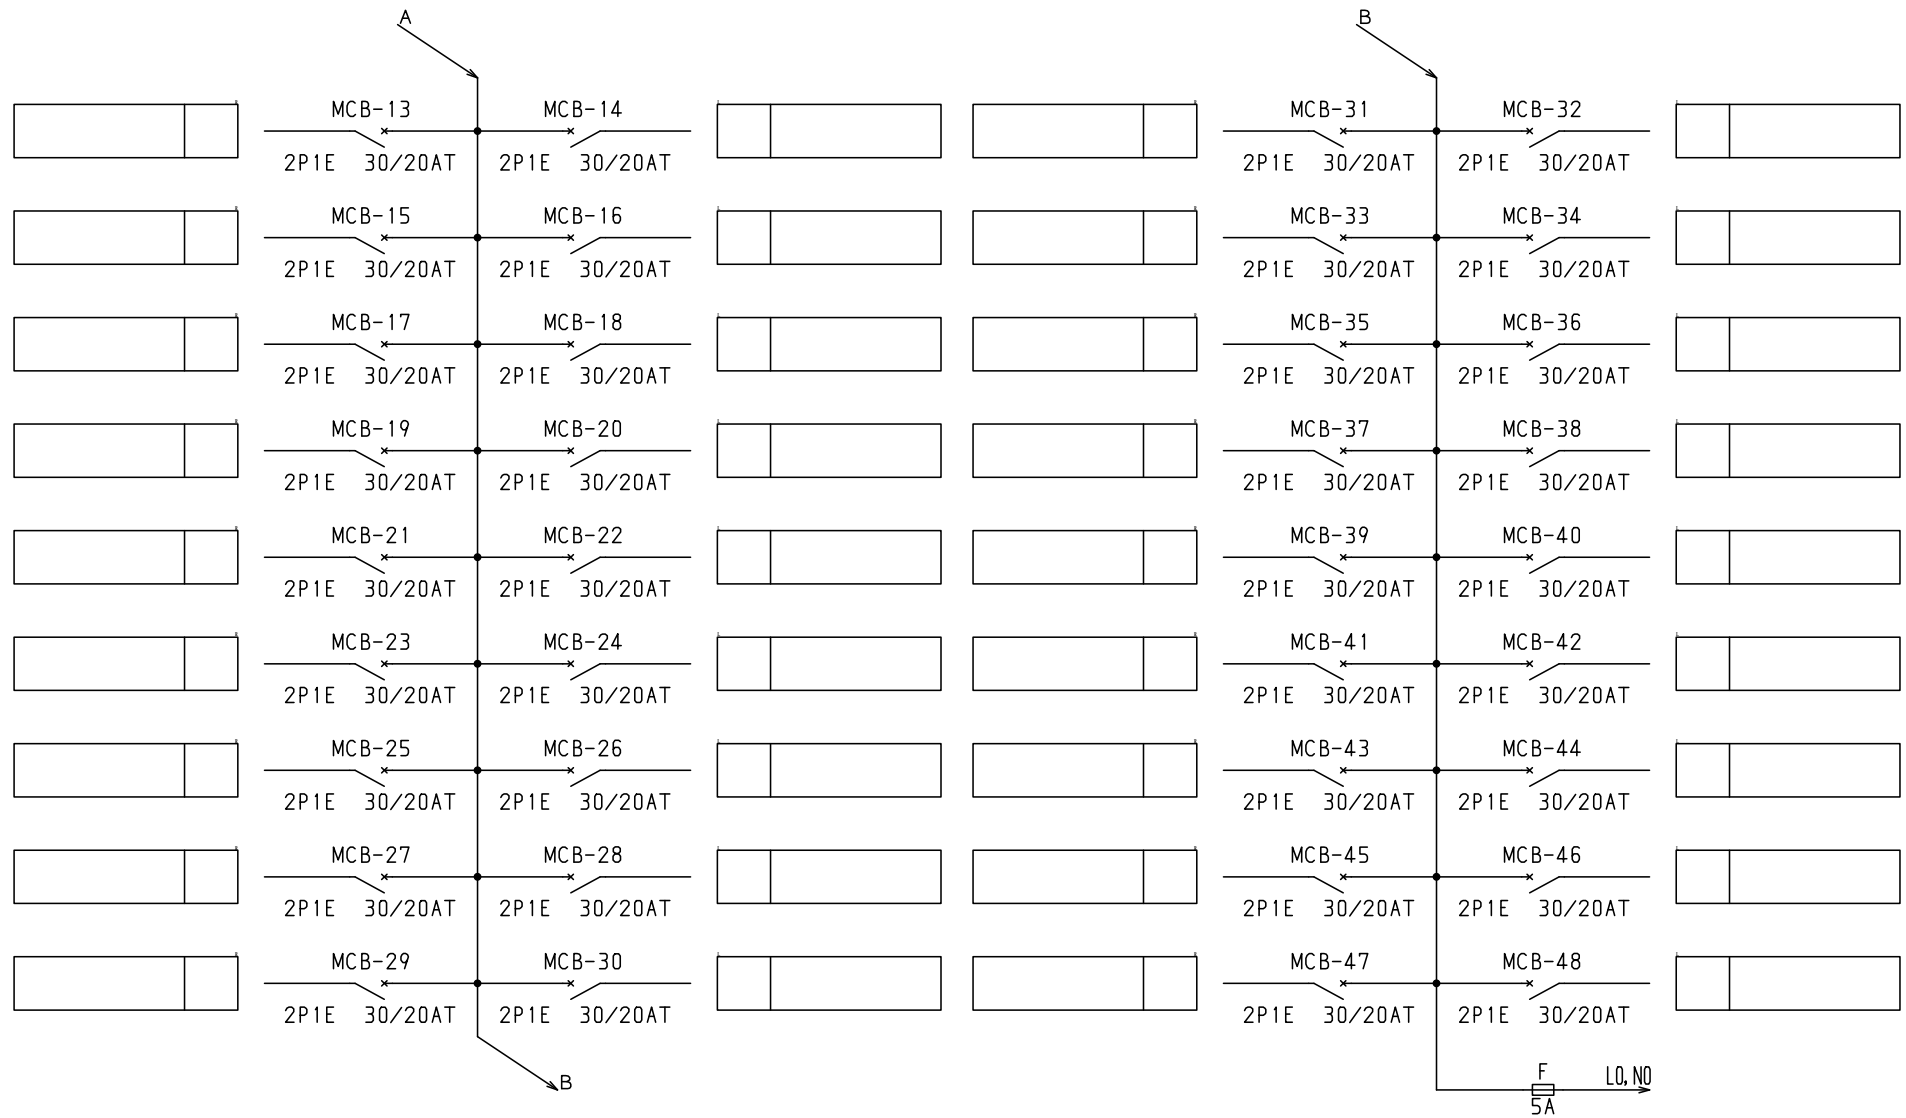 A
MCB-13 MCB-14
2P1E 30/20AT 2P1E 30/20AT
MCB-15 MCB-16
2P1E 30/20AT 2P1E 30/20AT
MCB-17 MCB-18
2P1E 30/20AT 2P1E 30/20AT
MCB-19 MCB-20
2P1E 30/20AT 2P1E 30/20AT
MCB-21 MCB-22
2P1E 30/20AT 2P1E 30/20AT
MCB-23 MCB-24
2P1E 30/20AT 2P1E 30/20AT
MCB-25 MCB-26
2P1E 30/20AT 2P1E 30/20AT
MCB-27 MCB-28
2P1E 30/20AT 2P1E 30/20AT
MCB-29 MCB-30
2P1E 30/20AT 2P1E 30/20AT
B
B
MCB-31 MCB-32
2P1E 30/20AT 2P1E 30/20AT
MCB-33 MCB-34
2P1E 30/20AT 2P1E 30/20AT
MCB-35 MCB-36
2P1E 30/20AT 2P1E 30/20AT
MCB-37 MCB-38
2P1E 30/20AT 2P1E 30/20AT
MCB-39 MCB-40
2P1E 30/20AT 2P1E 30/20AT
MCB-41 MCB-42
2P1E 30/20AT 2P1E 30/20AT
MCB-43 MCB-44
2P1E 30/20AT 2P1E 30/20AT
MCB-45 MCB-46
2P1E 30/20AT 2P1E 30/20AT
MCB-47 MCB-48
2P1E 30/20AT 2P1E 30/20AT
F L0,N0
5A